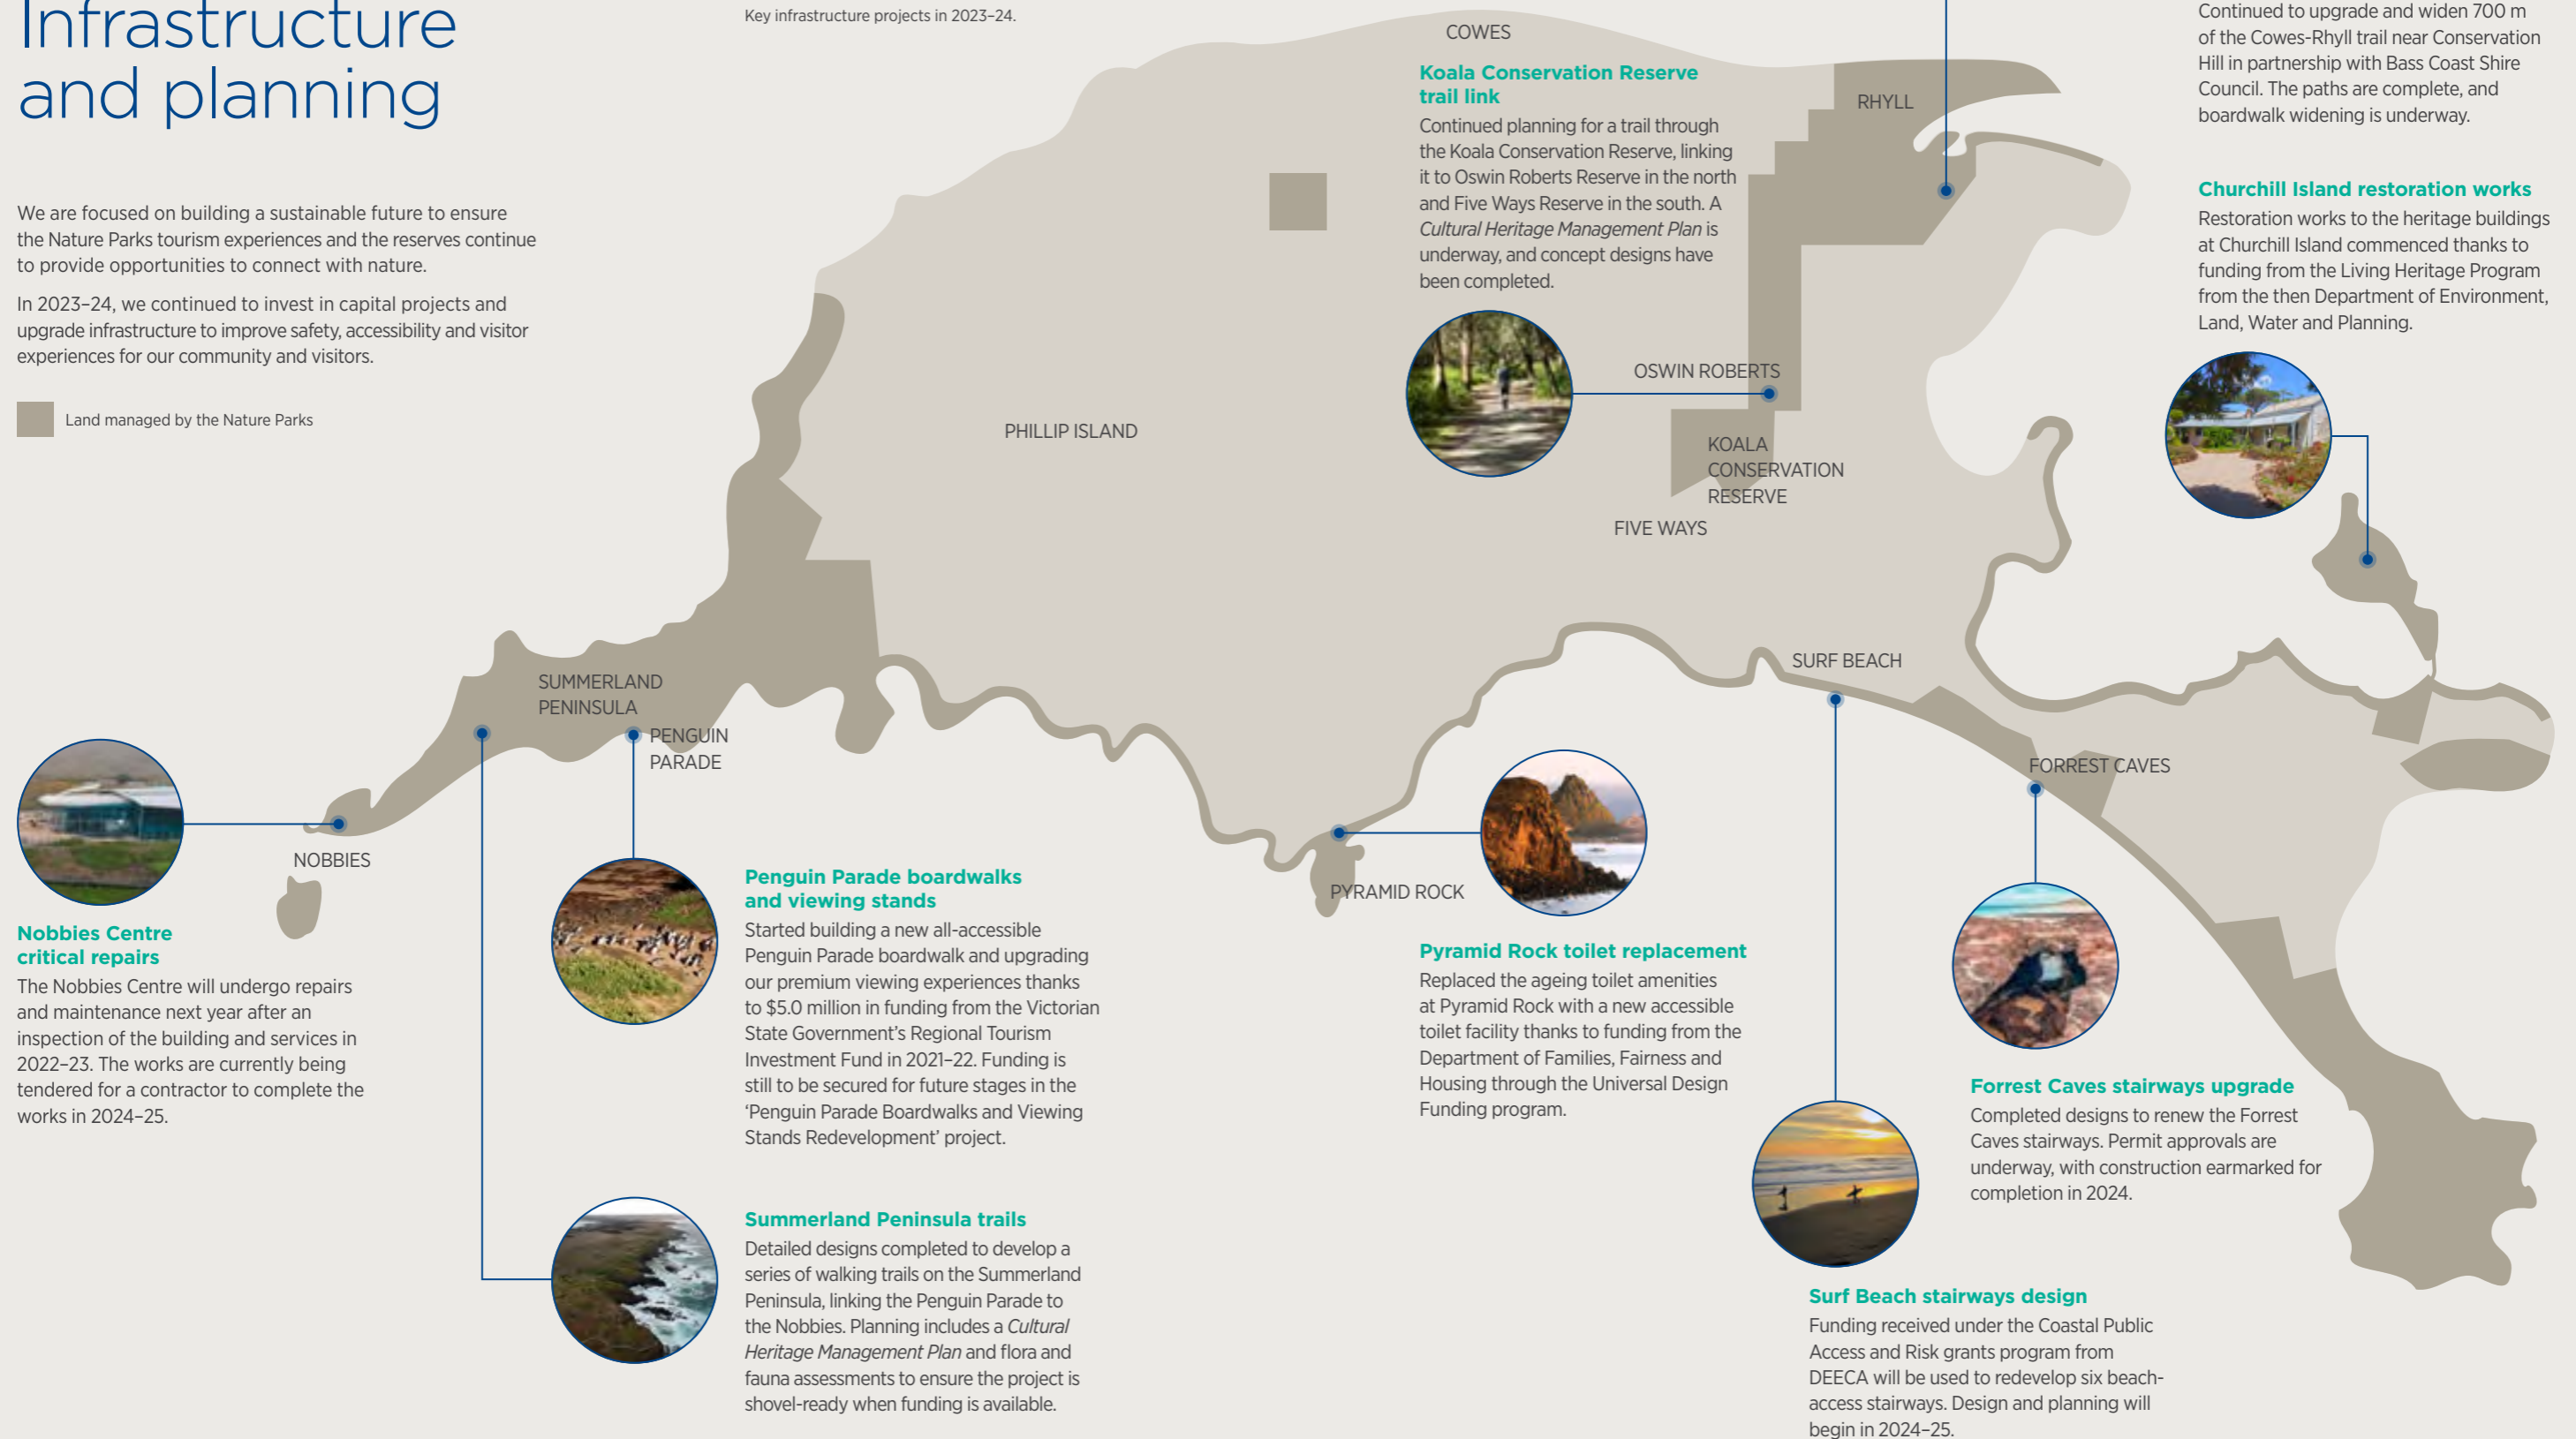 Infrastructure
and planning
We are focused on building a sustainable future to ensure
the Nature Parks tourism experiences and the reserves continue
to provide opportunities to connect with nature.
In 2023–24, we continued to invest in capital projects and
upgrade infrastructure to improve safety, accessibility and visitor
experiences for our community and visitors.
Land managed by the Nature Parks
Key infrastructure projects in 2023–24.
COWES
Koala Conservation Reserve
trail link
Continued planning for a trail through
the Koala Conservation Reserve, linking
it to Oswin Roberts Reserve in the north
and Five Ways Reserve in the south. A
Cultural Heritage Management Plan is
underway, and concept designs have
been completed.
RHYLL
Continued to upgrade and widen 700 m
of the Cowes-Rhyll trail near Conservation
Hill in partnership with Bass Coast Shire
Council. The paths are complete, and
boardwalk widening is underway.
Churchill Island restoration works
Restoration works to the heritage buildings
at Churchill Island commenced thanks to
funding from the Living Heritage Program
from the then Department of Environment,
Land, Water and Planning.
OSWIN ROBERTS
PHILLIP ISLAND
KOALA
CONSERVATION
RESERVE
FIVE WAYS
SURF BEACH
SUMMERLAND
PENINSULA
PENGUIN
PARADE
FORREST CAVES
NOBBIES
PYRAMID ROCK
Nobbies Centre
critical repairs
The Nobbies Centre will undergo repairs
and maintenance next year after an
inspection of the building and services in
2022–23. The works are currently being
tendered for a contractor to complete the
works in 2024–25.
Penguin Parade boardwalks
and viewing stands
Started building a new all-accessible
Penguin Parade boardwalk and upgrading
our premium viewing experiences thanks
to $5.0 million in funding from the Victorian
State Government's Regional Tourism
Investment Fund in 2021–22. Funding is
still to be secured for future stages in the
‘Penguin Parade Boardwalks and Viewing
Stands Redevelopment’ project.
Summerland Peninsula trails
Detailed designs completed to develop a
series of walking trails on the Summerland
Peninsula, linking the Penguin Parade to
the Nobbies. Planning includes a Cultural
Heritage Management Plan and flora and
fauna assessments to ensure the project is
shovel-ready when funding is available.
Pyramid Rock toilet replacement
Replaced the ageing toilet amenities
at Pyramid Rock with a new accessible
toilet facility thanks to funding from the
Department of Families, Fairness and
Housing through the Universal Design
Funding program.
Forrest Caves stairways upgrade
Completed designs to renew the Forrest
Caves stairways. Permit approvals are
underway, with construction earmarked for
completion in 2024.
Surf Beach stairways design
Funding received under the Coastal Public
Access and Risk grants program from
DEECA will be used to redevelop six beach-
access stairways. Design and planning will
begin in 2024–25.